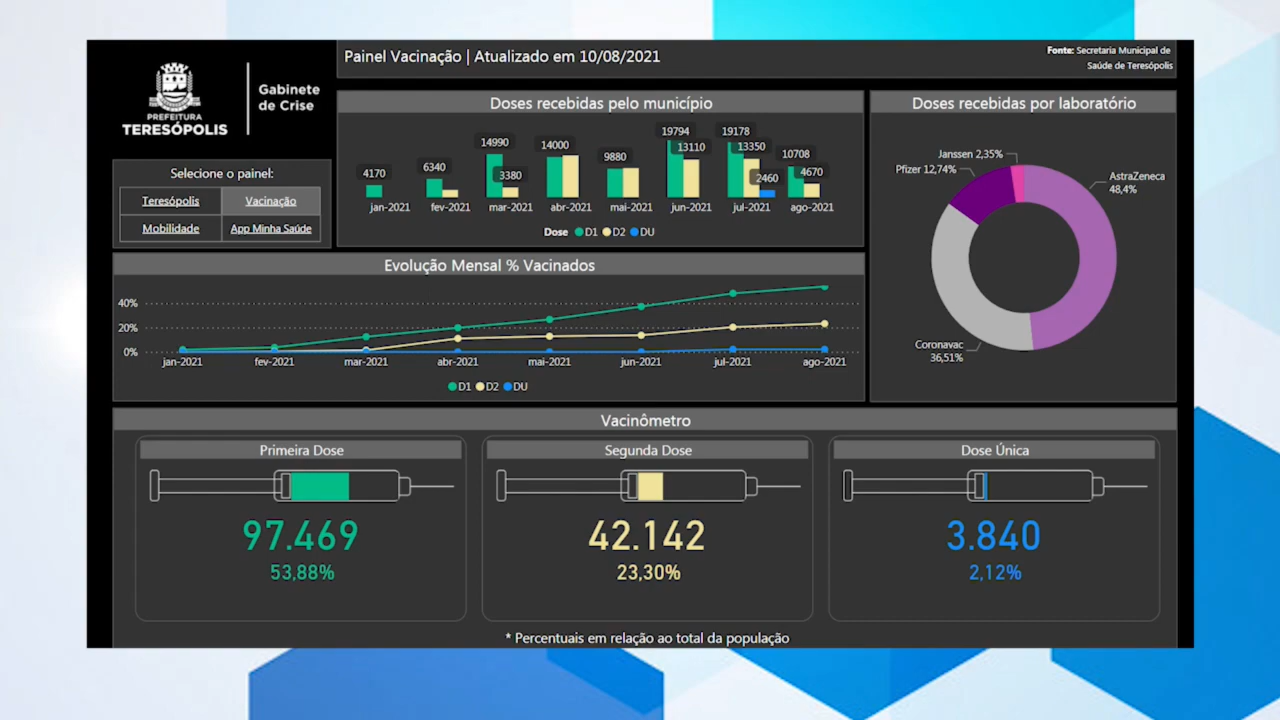 PREFEITURA
TERESÓPOLIS
Gabinete
de Crise
Painel Vacinação | Atualizado em 10/08/2021
Fonte: Secretaria Municipal de
Saúde de Teresópolis
Selecione o painel:
Teresópolis Vacinação
Mobilidade App Minha Saúde
Doses recebidas pelo município
4170 6340 14990 3380 14000 9880 19794 13110 19178 13350 2460 10708 4670
jan-2021 fev-2021 mar-2021 abr-2021 mai-2021 jun-2021 jul-2021 ago-2021
Dose D1 D2 DU
Doses recebidas por laboratório
Janssen 2,35%
Pfizer 12,74%
AstraZeneca
48,4%
Coronavac
36,51%
Evolução Mensal % Vacinados
40%
20%
0%
jan-2021 fev-2021 mar-2021 abr-2021 mai-2021 jun-2021 jul-2021 ago-2021
D1 D2 DU
Vacinômetro
Primeira Dose
97.469
53,88%
Segunda Dose
42.142
23,30%
Dose Única
3.840
2,12%
* Percentuais em relação ao total da população